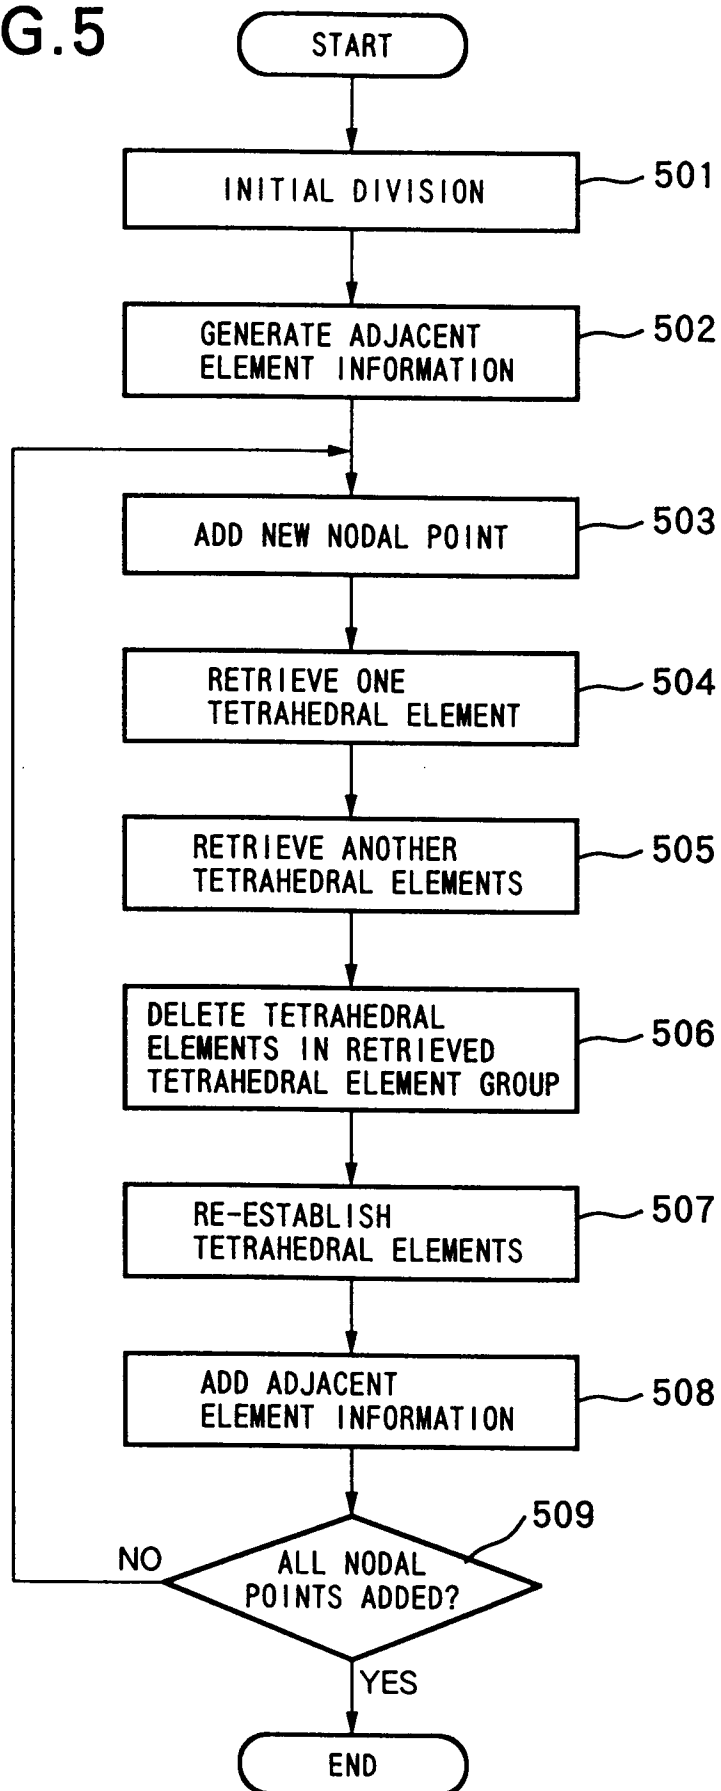 G.5
START
INITIAL DIVISION
501
GENERATE ADJACENT
ELEMENT INFORMATION
502
ADD NEW NODAL POINT
503
RETRIEVE ONE
TETRAHEDRAL ELEMENT
504
RETRIEVE ANOTHER
TETRAHEDRAL ELEMENTS
505
DELETE TETRAHEDRAL
ELEMENTS IN RETRIEVED
TETRAHEDRAL ELEMENT GROUP
506
RE-ESTABLISH
TETRAHEDRAL ELEMENTS
507
ADD ADJACENT
ELEMENT INFORMATION
508
509
NO
ALL NODAL
POINTS ADDED?
YES
END